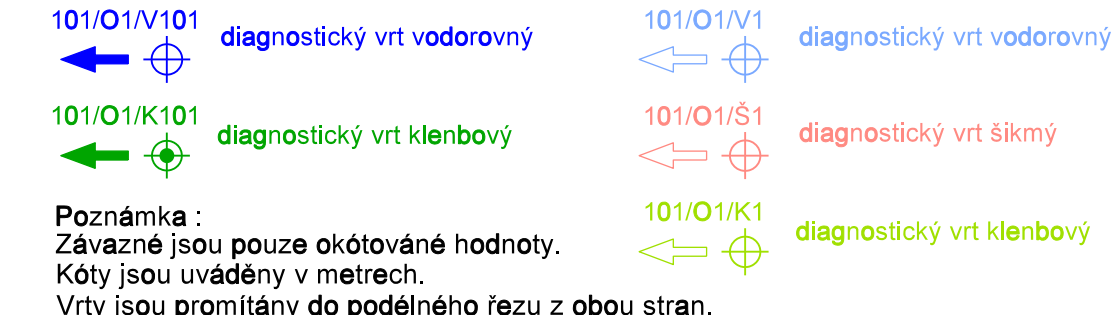 101/O1/V101
diagnostický vrt vodorovný
101/O1/K101
diagnostický vrt klenbový
101/O1/V1
diagnostický vrt vodorovný
101/O1/Š1
diagnostický vrt šikmý
101/O1/K1
diagnostický vrt klenbový
Poznámka :
Závazné jsou pouze okótováné hodnoty.
Kóty jsou uváděny v metrech.
Vrty jsou promítány do podélného řezu z obou stran.